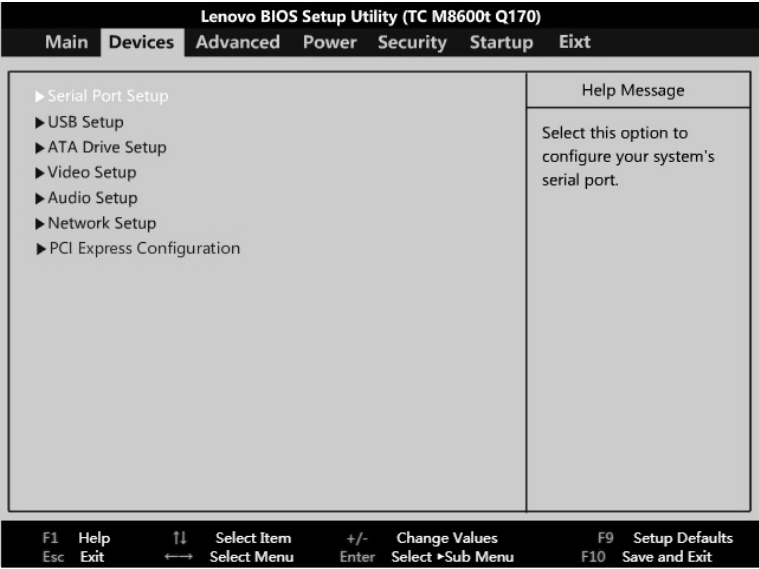 Lenovo BIOS Setup Utility (TC M8600t Q170)
Main Devices Advanced Power Security Startup Eixt
▶Serial Port Setup
▶USB Setup
▶ATA Drive Setup
▶Video Setup
▶Audio Setup
▶Network Setup
▶PCI Express Configuration
Help Message
Select this option to
configure your system's
serial port.
F1 Help ↑↓ Select Item +/- Change Values F9 Setup Defaults
Esc Exit ←→ Select Menu Enter Select ▸Sub Menu F10 Save and Exit